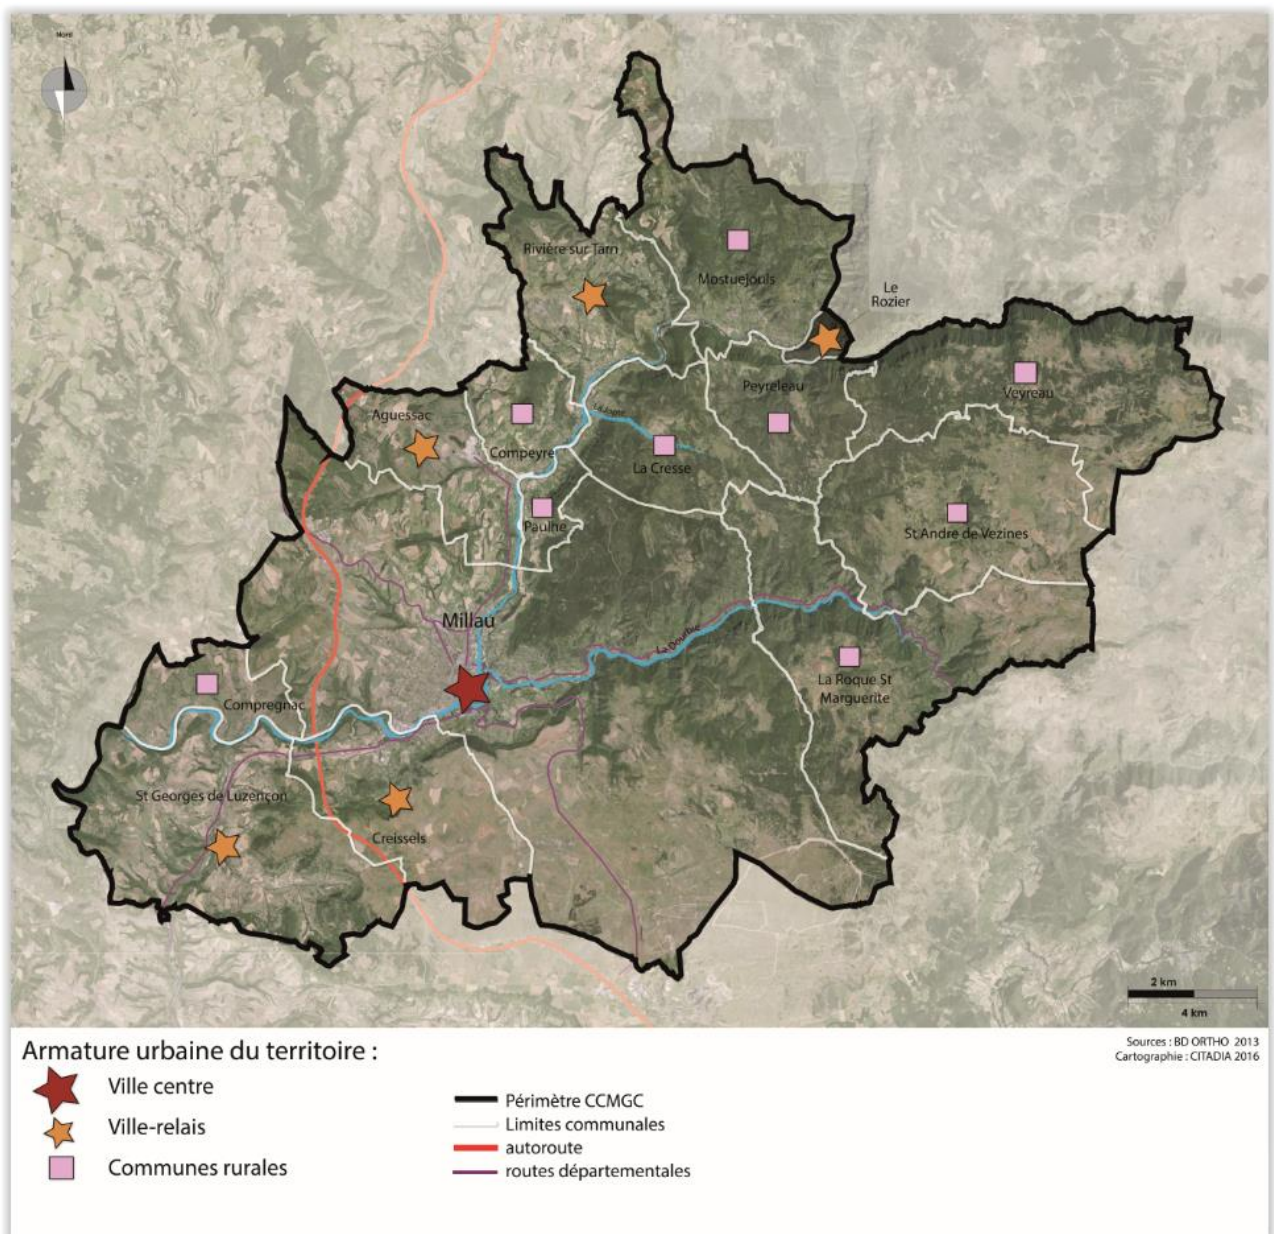 Nord
Rivière sur Tarn
Mostuejouls
Le
Rozier
Peyreleau
Veyreau
Aguessac
Compeyre
La Cresse
Paulhe
St Andre de Vezines
Millau
La Dourbie
La Roque St
Marguerite
Compregnac
St Georges de Luzençon
Creissels
2 km
4 km
Armature urbaine du territoire :
Ville centre
Ville-relais
Communes rurales
Périmètre CCMGC
Limites communales
autoroute
routes départementales
Sources : BD ORTHO 2013
Cartographie : CITADIA 2016